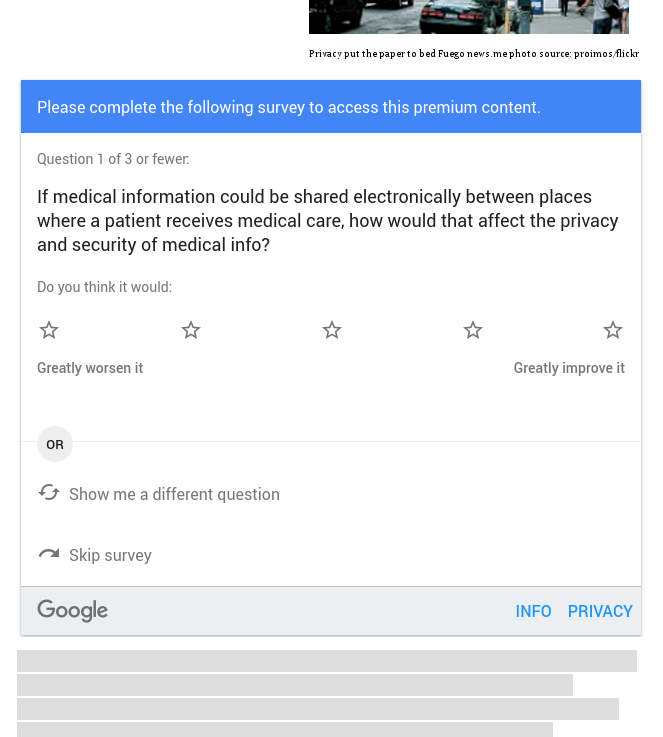 Privacy put the paper to bed Fuego news.me photo source: proimos/flickr
Please complete the following survey to access this premium content.
Question 1 of 3 or fewer:
If medical information could be shared electronically between places
where a patient receives medical care, how would that affect the privacy
and security of medical info?
Do you think it would:
Greatly worsen it
Greatly improve it
OR
Show me a different question
Skip survey
Google
INFO
PRIVACY